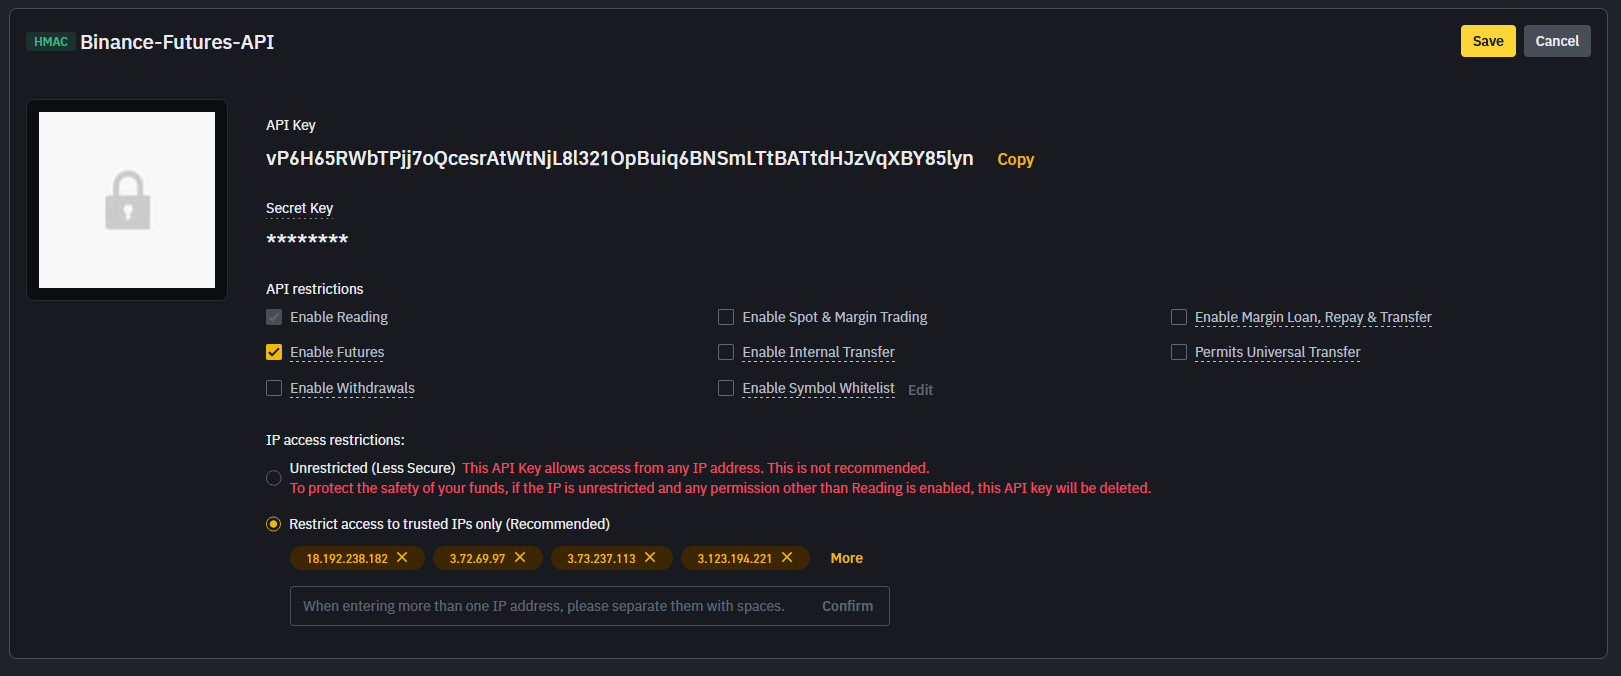 HMAC Binance-Futures-API Save Cancel
API Key
vP6H65RWbTPjj7oQcesrAtWtNjL8l321OpBuiq6BNSmLTtBATtdHJzVqXBY85lyn Copy
Secret Key
********
API restrictions
Enable Reading Enable Spot & Margin Trading Enable Margin Loan, Repay & Transfer
Enable Futures Enable Internal Transfer Permits Universal Transfer
Enable Withdrawals Enable Symbol Whitelist Edit
IP access restrictions:
Unrestricted (Less Secure) This API Key allows access from any IP address. This is not recommended.
To protect the safety of your funds, if the IP is unrestricted and any permission other than Reading is enabled, this API key will be deleted.
Restrict access to trusted IPs only (Recommended)
18.192.238.182 3.72.69.97 3.73.237.113 3.123.194.221 More
When entering more than one IP address, please separate them with spaces. Confirm